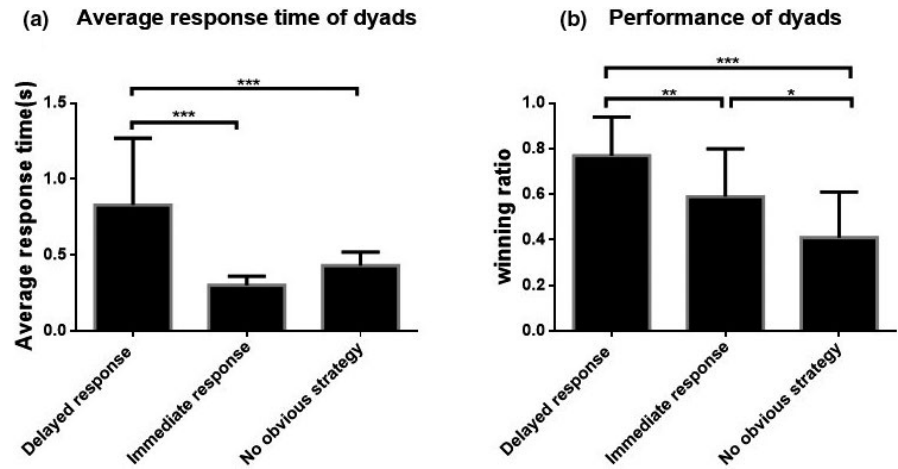 (a) Average response time of dyads
***
***
Average response time(s)
1.5
1.0
0.5
0.0
Delayed response
Immediate response
No obvious strategy
(b) Performance of dyads
***
**
*
winning ratio
1.0
0.8
0.6
0.4
0.2
0.0
Delayed response
Immediate response
No obvious strategy